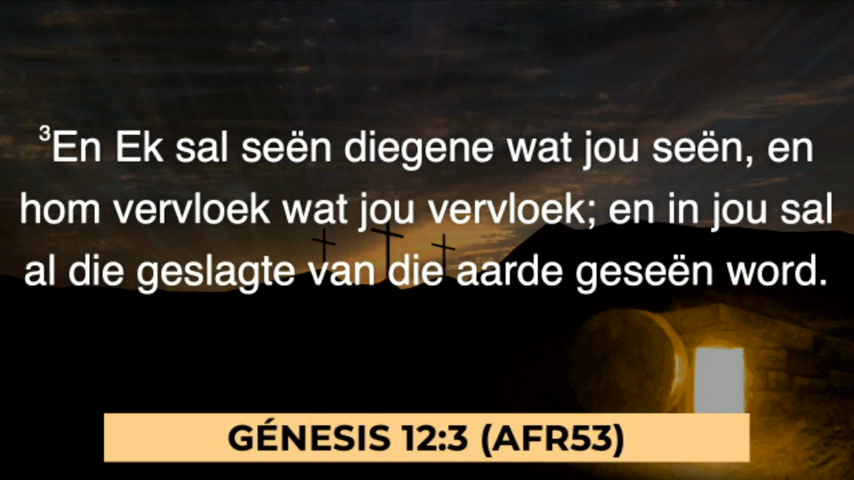 ³En Ek sal seën diegene wat jou seën, en
hom vervloek wat jou vervloek; en in jou sal
al die geslagte van die aarde geseën word.
GÉNESIS 12:3 (AFR53)